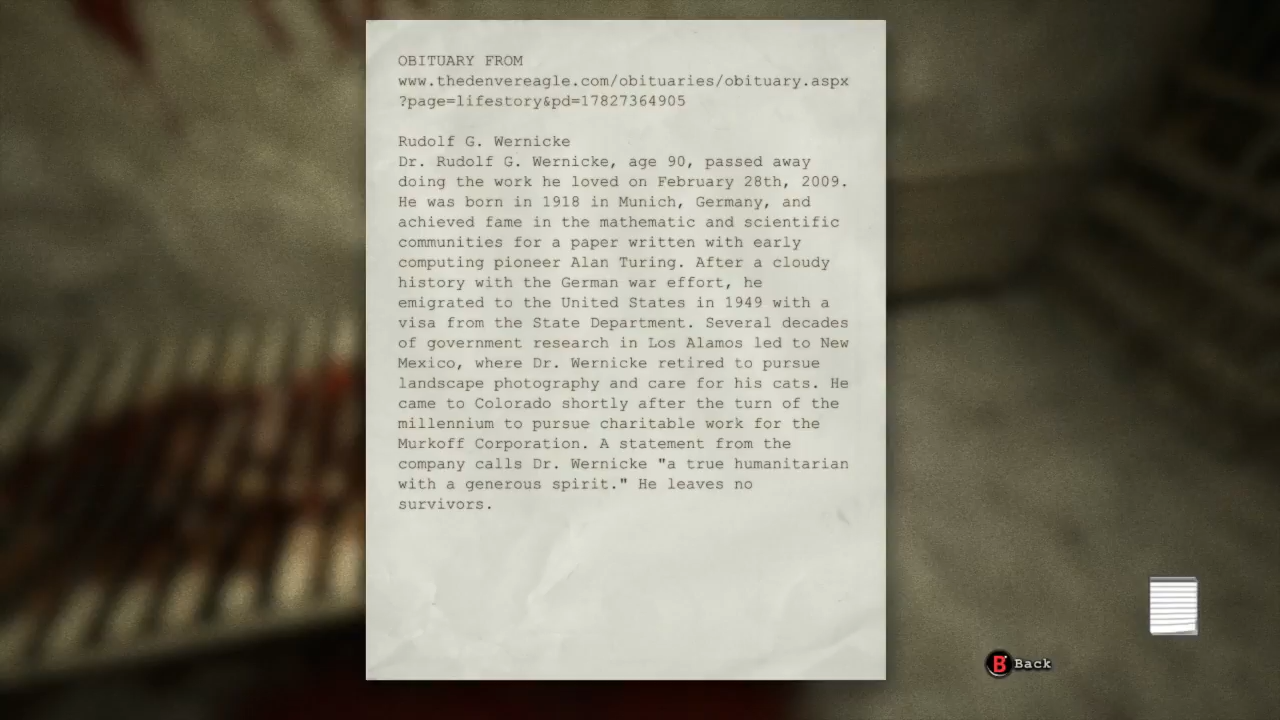 OBITUARY FROM
www.thedenvereagle.com/obituaries/obituary.aspx
?page=lifestory&pd=17827364905
Rudolf G. Wernicke
Dr. Rudolf G. Wernicke, age 90, passed away
doing the work he loved on February 28th, 2009.
He was born in 1918 in Munich, Germany, and
achieved fame in the mathematic and scientific
communities for a paper written with early
computing pioneer Alan Turing. After a cloudy
history with the German war effort, he
emigrated to the United States in 1949 with a
visa from the State Department. Several decades
of government research in Los Alamos led to New
Mexico, where Dr. Wernicke retired to pursue
landscape photography and care for his cats. He
came to Colorado shortly after the turn of the
millennium to pursue charitable work for the
Murkoff Corporation. A statement from the
company calls Dr. Wernicke "a true humanitarian
with a generous spirit." He leaves no
survivors.
B Back